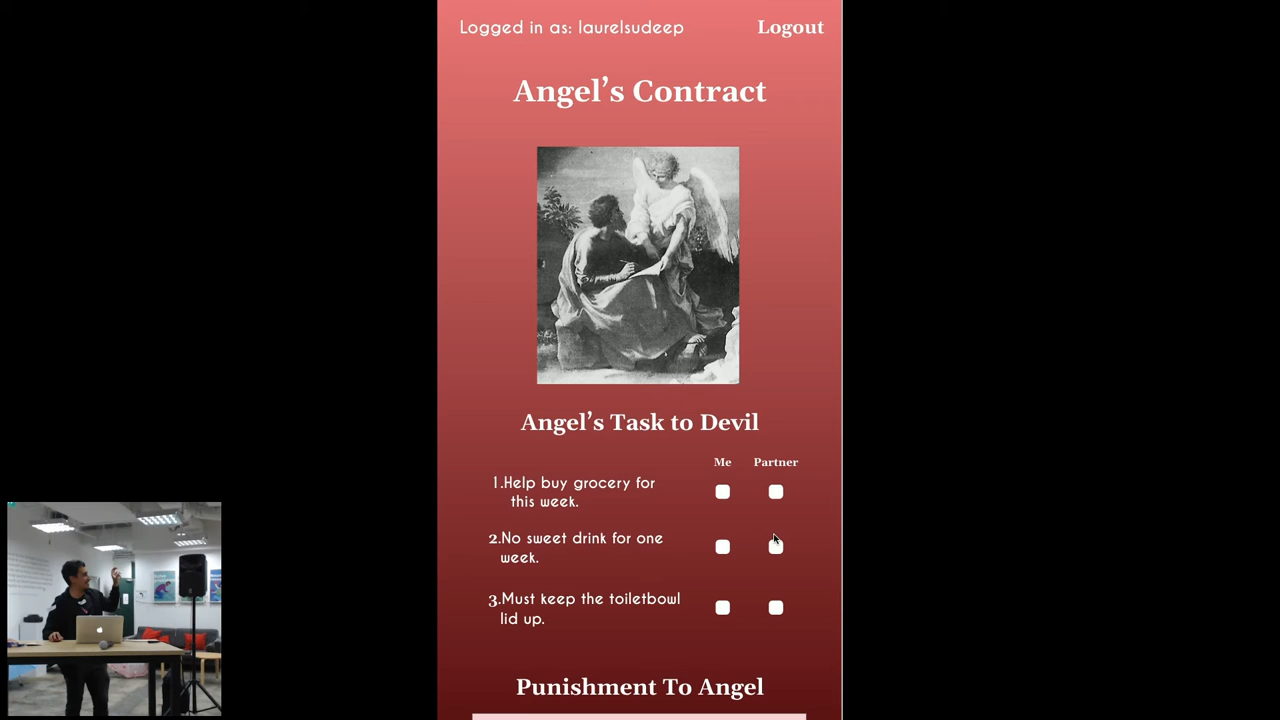 Logged in as: laurelsudeep
Logout
Angel's Contract
Angel's Task to Devil
Me Partner
1.Help buy grocery for
this week.
2.No sweet drink for one
week.
3.Must keep the toiletbowl
lid up.
Punishment To Angel